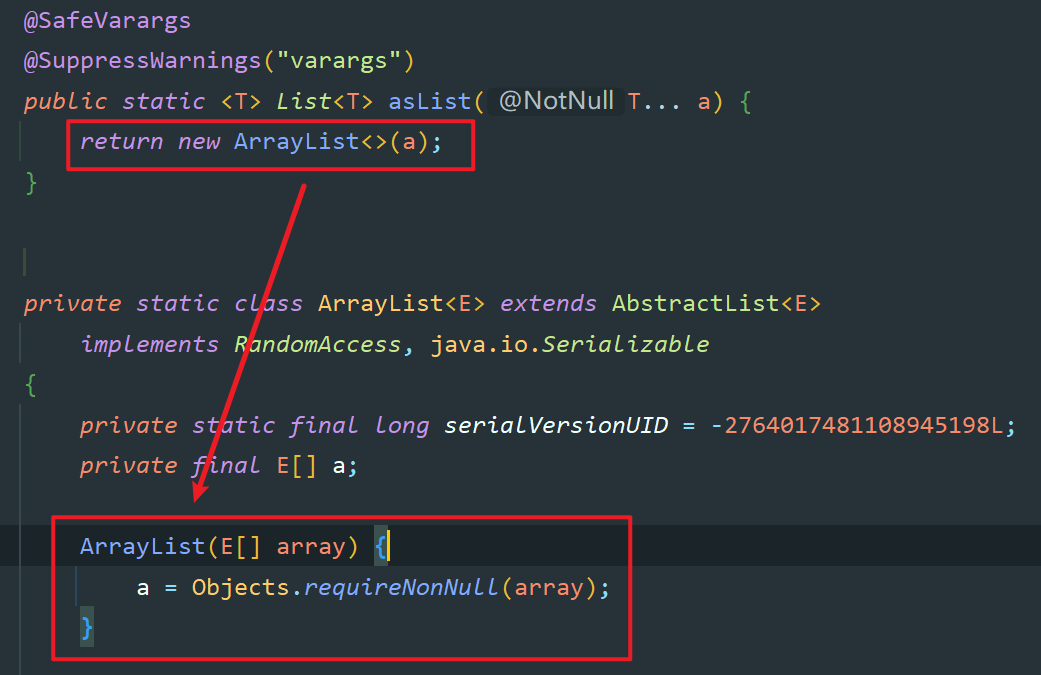 @SafeVarargs
@SuppressWarnings("varargs")
public static <T> List<T> asList( @NotNull T... a) {
return new ArrayList<>(a);
}
private static class ArrayList<E> extends AbstractList<E>
implements RandomAccess, java.io.Serializable
{
private static final long serialVersionUID = -2764017481108945198L;
private final E[] a;
ArrayList(E[] array) {
a = Objects.requireNonNull(array);
}